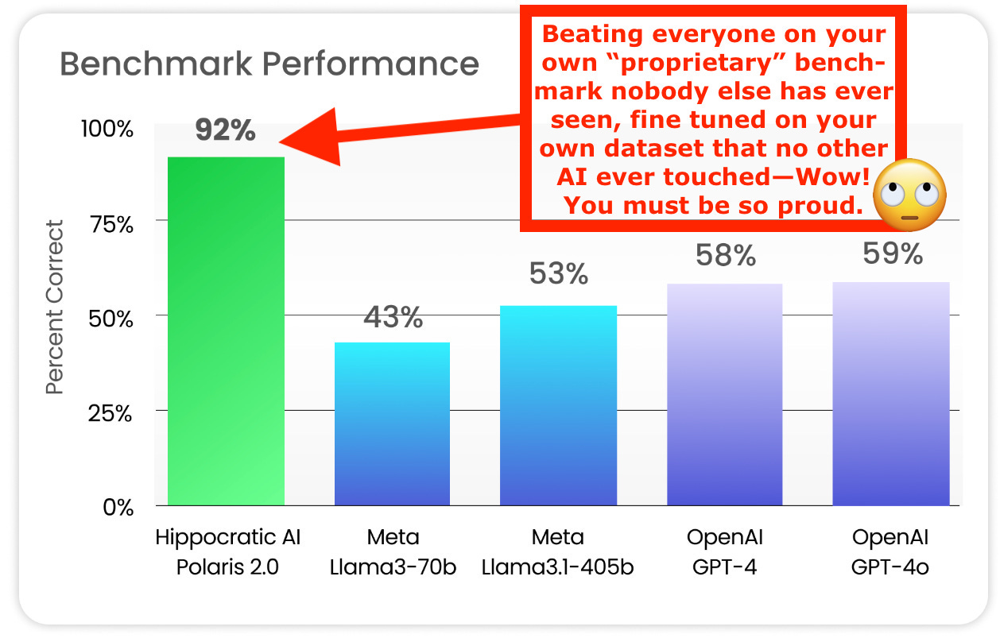 Benchmark Performance
Beating everyone on your
own “proprietary” bench-
mark nobody else has ever
seen, fine tuned on your
own dataset that no other
AI ever touched—Wow!
You must be so proud.
Percent Correct
100%
75%
50%
25%
0%
92%
43%
53%
58%
59%
Hippocratic AI
Polaris 2.0
Meta
Llama3-70b
Meta
Llama3.1-405b
OpenAI
GPT-4
OpenAI
GPT-4o